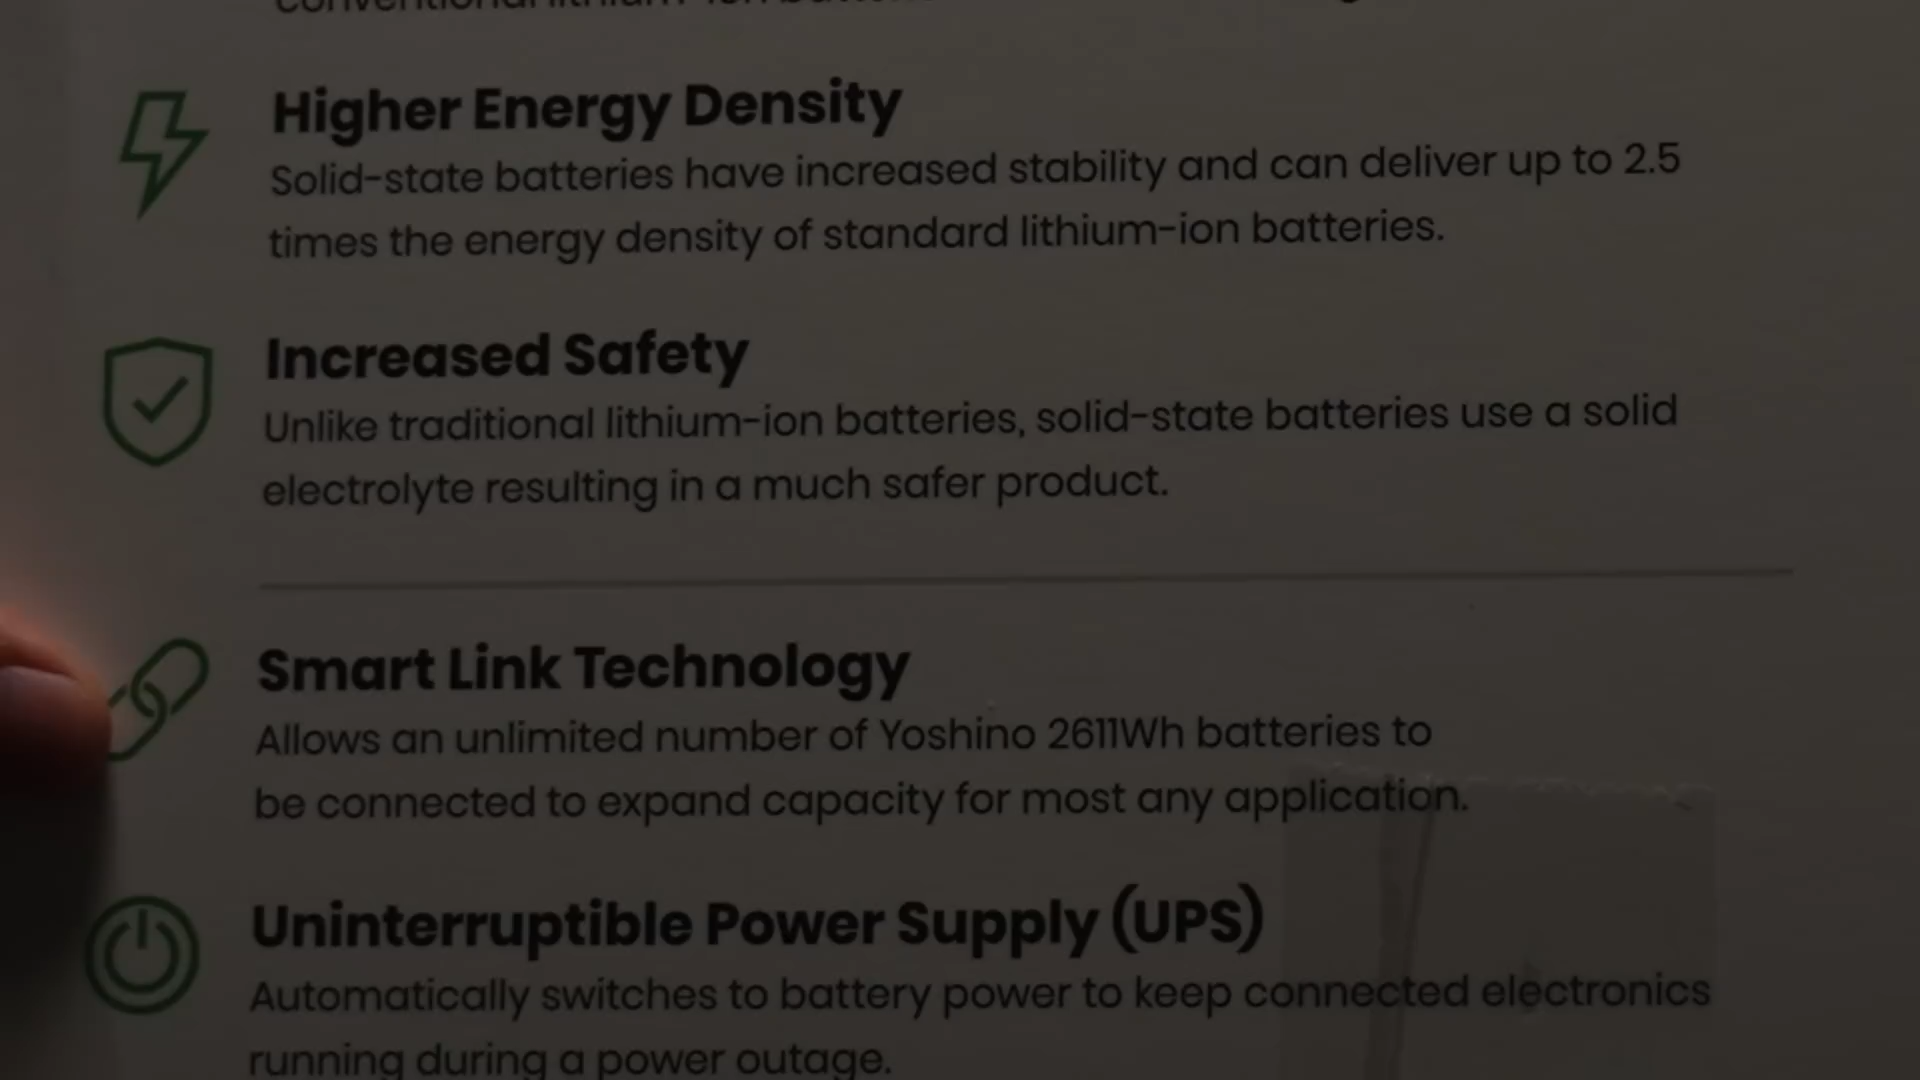 conventional lithium-ion
Higher Energy Density
Solid-state batteries have increased stability and can deliver up to 2.5
times the energy density of standard lithium-ion batteries.
Increased Safety
Unlike traditional lithium-ion batteries, solid-state batteries use a solid
electrolyte resulting in a much safer product.
Smart Link Technology
Allows an unlimited number of Yoshino 2611Wh batteries to
be connected to expand capacity for most any application.
Uninterruptible Power Supply (UPS)
Automatically switches to battery power to keep connected electronics
running during a power outage.